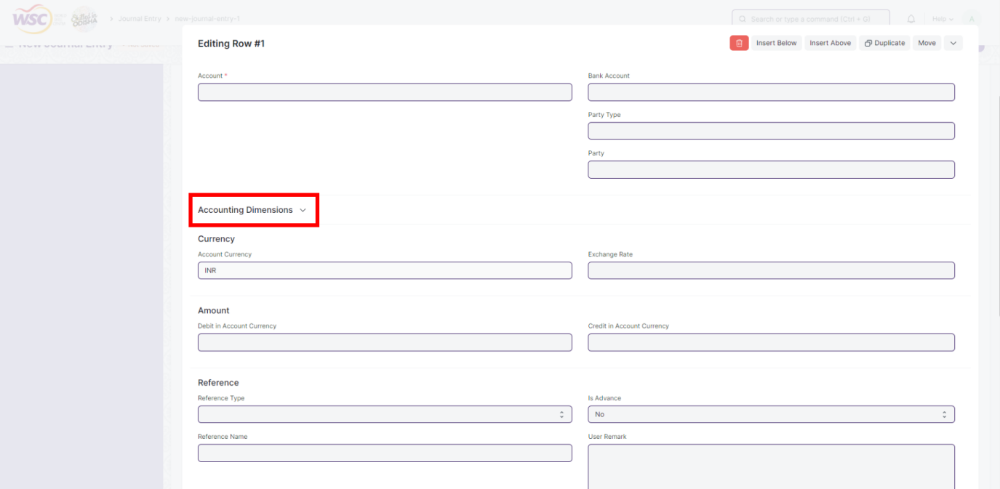 WSC
Skilled in
ODISHA
Journal Entry
new-journal-entry-1
Search or type a command (Ctrl + G)
Help
A
New Journal Entry
Editing Row #1
Insert Below
Insert Above
Duplicate
Move
Account *
Bank Account
Party Type
Party
Accounting Dimensions
Currency
Account Currency
Exchange Rate
INR
Amount
Debit in Account Currency
Credit in Account Currency
Reference
Reference Type
Is Advance
No
Reference Name
User Remark